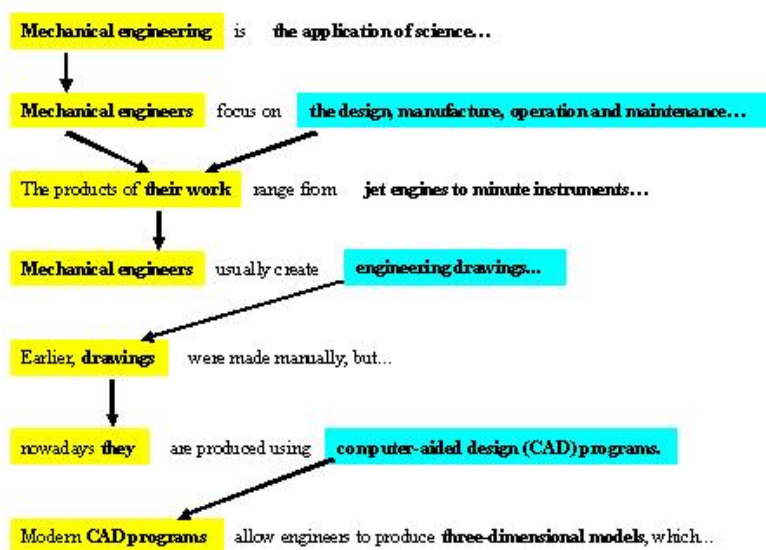 Mechanical engineering is the application of science...
Mechanical engineers focus on the design, manufacture, operation and maintenance...
The products of their work range from jet engines to minute instruments...
Mechanical engineers usually create engineering drawings...
Earlier, drawings were made manually, but...
nowadays they are produced using computer-aided design (CAD) programs.
Modern CAD programs allow engineers to produce three-dimensional models, which...